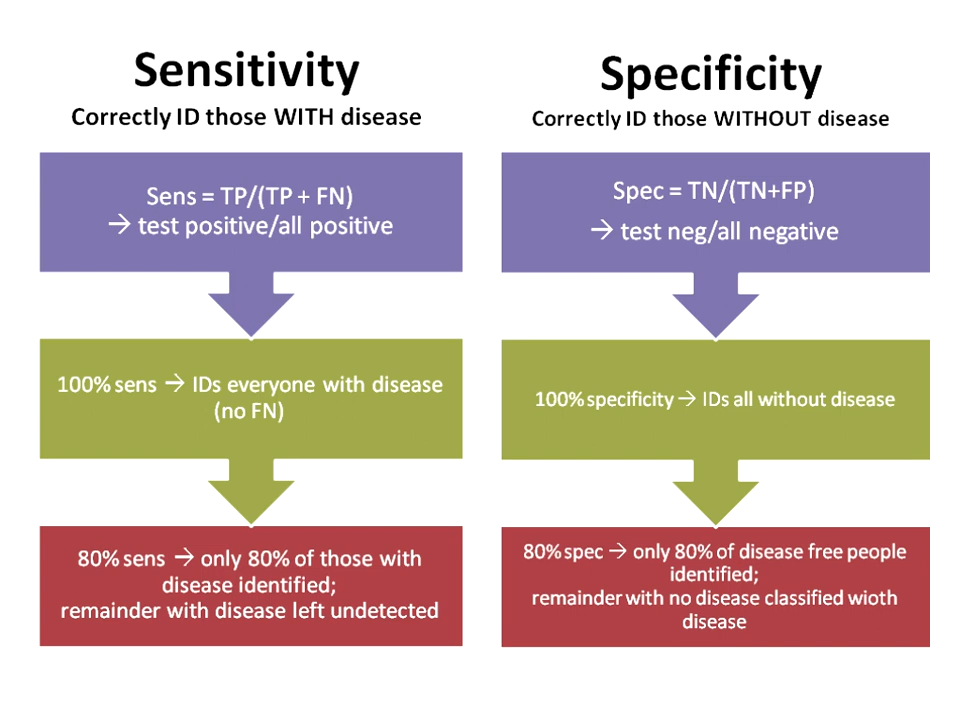 Sensitivity
Correctly ID those WITH disease
Sens = TP/(TP + FN)
→ test positive/all positive
100% sens → IDs everyone with disease
(no FN)
80% sens → only 80% of those with
disease identified;
remainder with disease left undetected
Specificity
Correctly ID those WITHOUT disease
Spec = TN/(TN+FP)
→ test neg/all negative
100% specificity → IDs all without disease
80% spec → only 80% of disease free people
identified;
remainder with no disease classified wioth
disease